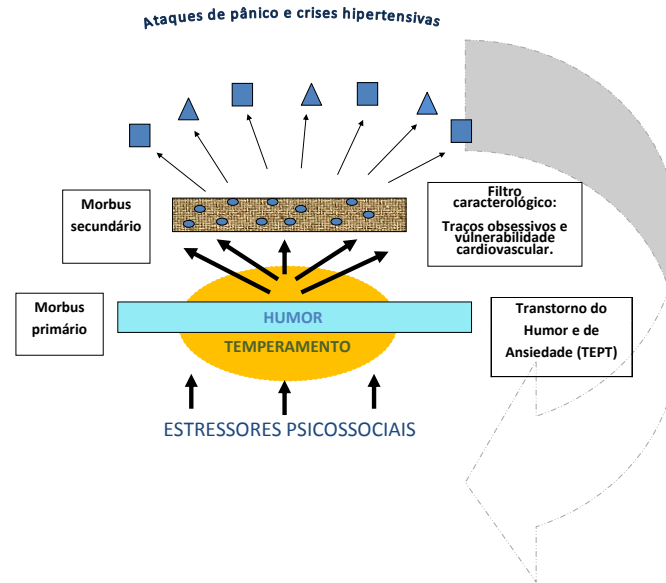 Ataques de pânico e crises hipertensivas
Morbus
secundário
Filtro
caracterológico:
Traços obsessivos e
vulnerabilidade
cardiovascular.
Morbus
primário
HUMOR
TEMPERAMENTO
Transtorno do
Humor e de
Ansiedade (TEPT)
ESTRESSORES PSICOSSOCIAIS